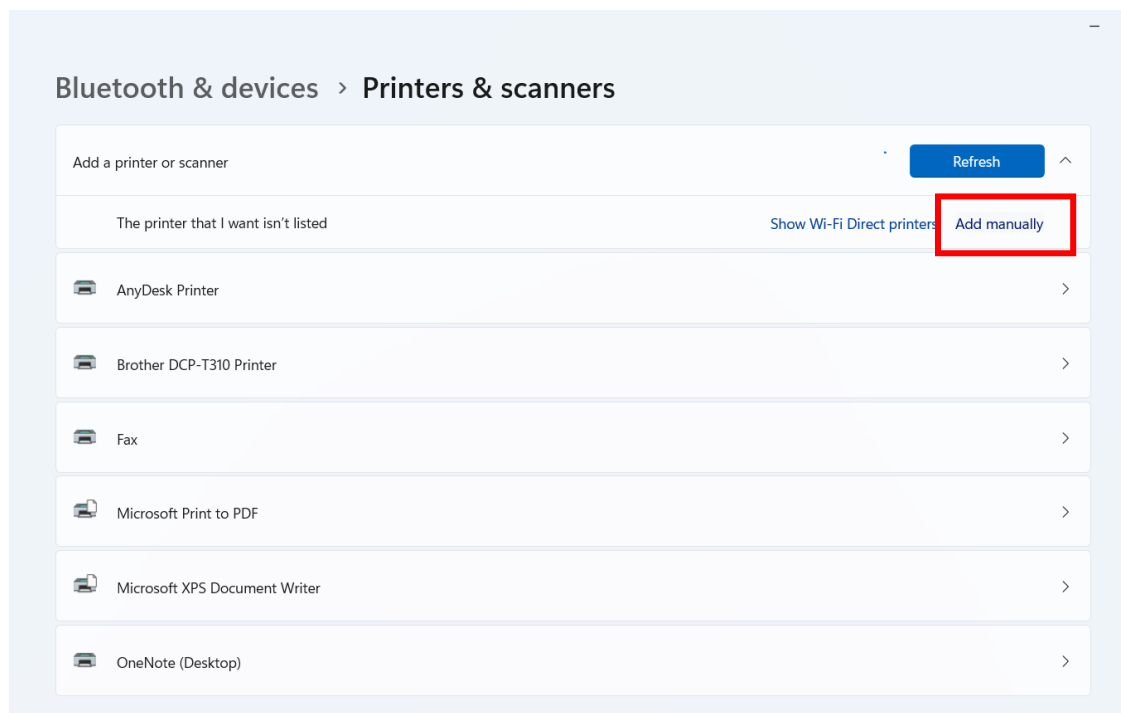 Bluetooth & devices > Printers & scanners
Add a printer or scanner Refresh
The printer that I want isn't listed Show Wi-Fi Direct printers Add manually
AnyDesk Printer
Brother DCP-T310 Printer
Fax
Microsoft Print to PDF
Microsoft XPS Document Writer
OneNote (Desktop)